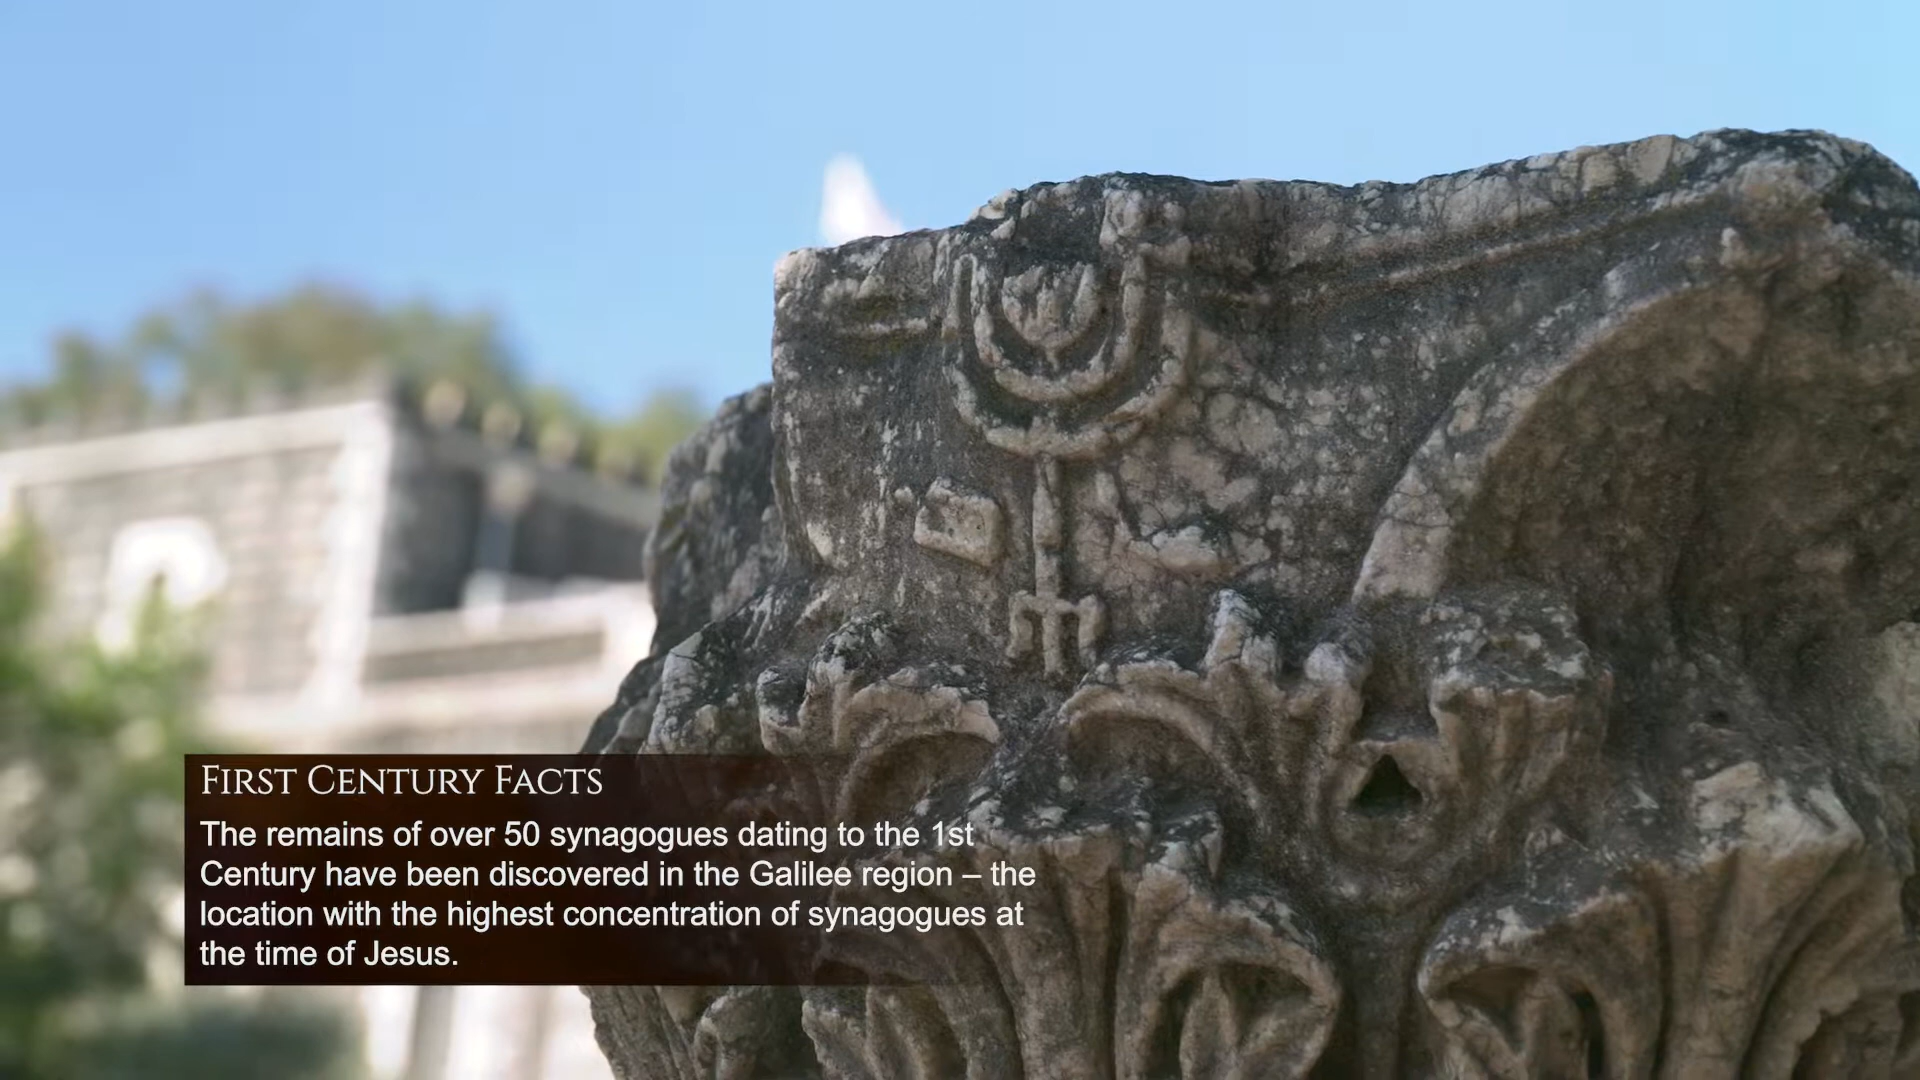 First Century Facts
The remains of over 50 synagogues dating to the 1st
Century have been discovered in the Galilee region – the
location with the highest concentration of synagogues at
the time of Jesus.